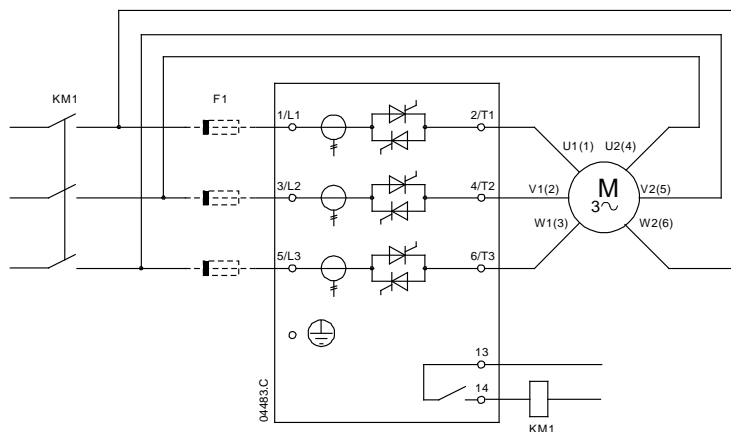 KM1
F1
1/L1
2/T1
U1(1)
U2(4)
3/L2
4/T2
V1(2)
M
3∿
V2(5)
W1(3)
W2(6)
5/L3
6/T3
13
14
04483.C
KM1